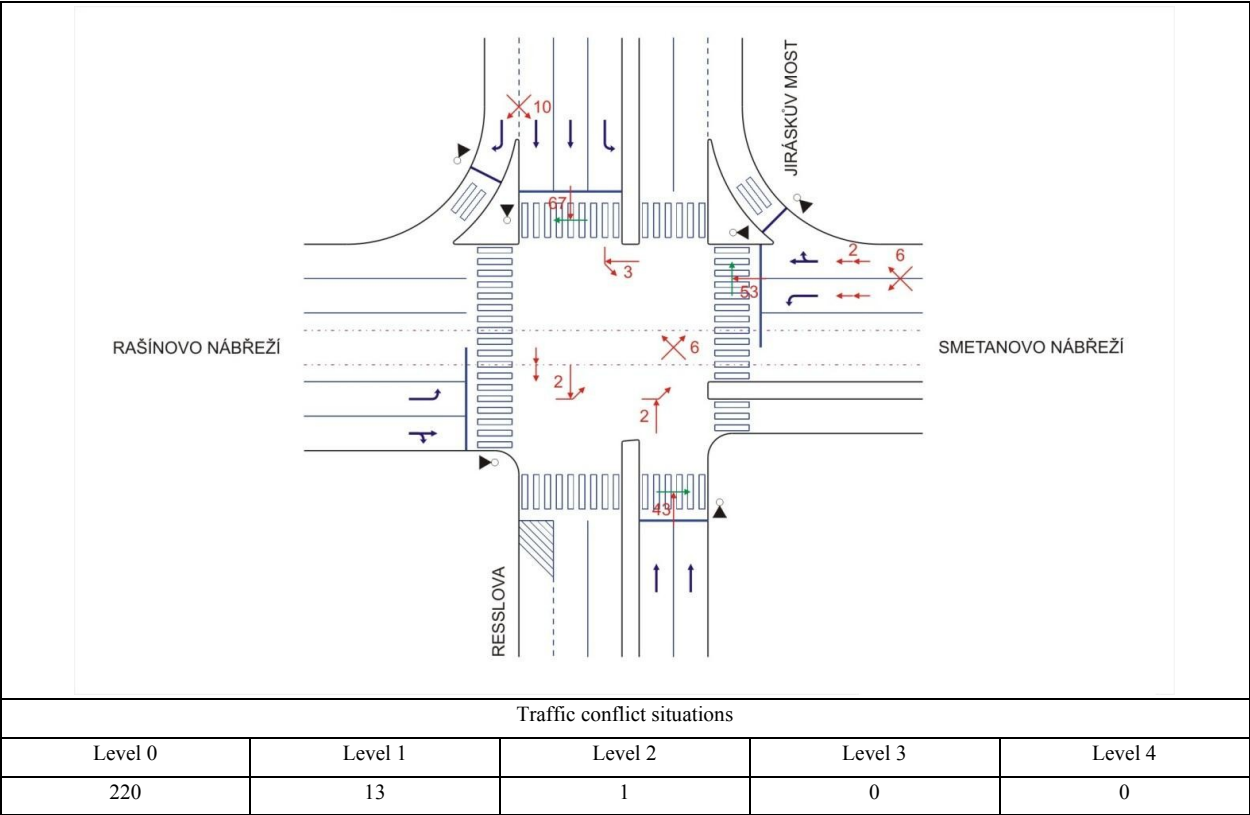 JIRÁSKŮV MOST
10
67
3
2
6
53
RAŠÍNOVO NÁBŘEŽÍ
6
SMETANOVO NÁBŘEŽÍ
2
2
43
RESSLOVA
Traffic conflict situations
Level 0 Level 1 Level 2 Level 3 Level 4
220 13 1 0 0